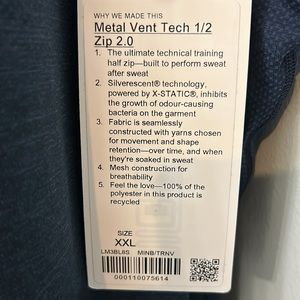 WHY WE MADE THIS
Metal Vent Tech 1/2
Zip 2.0
1. The ultimate technical training
half zip—built to perform sweat
after sweat
2. Silverescent® technology,
powered by X-STATIC®, inhibits
the growth of odour-causing
bacteria on the garment
3. Fabric is seamlessly
constructed with yarns chosen
for movement and shape
retention—over time, and when
they're soaked in sweat
4. Mesh construction for
breathability
5. Feel the love—100% of the
polyester in this product is
recycled
SIZE
XXL
LM3BL8S MINB/TRNV
000110075614